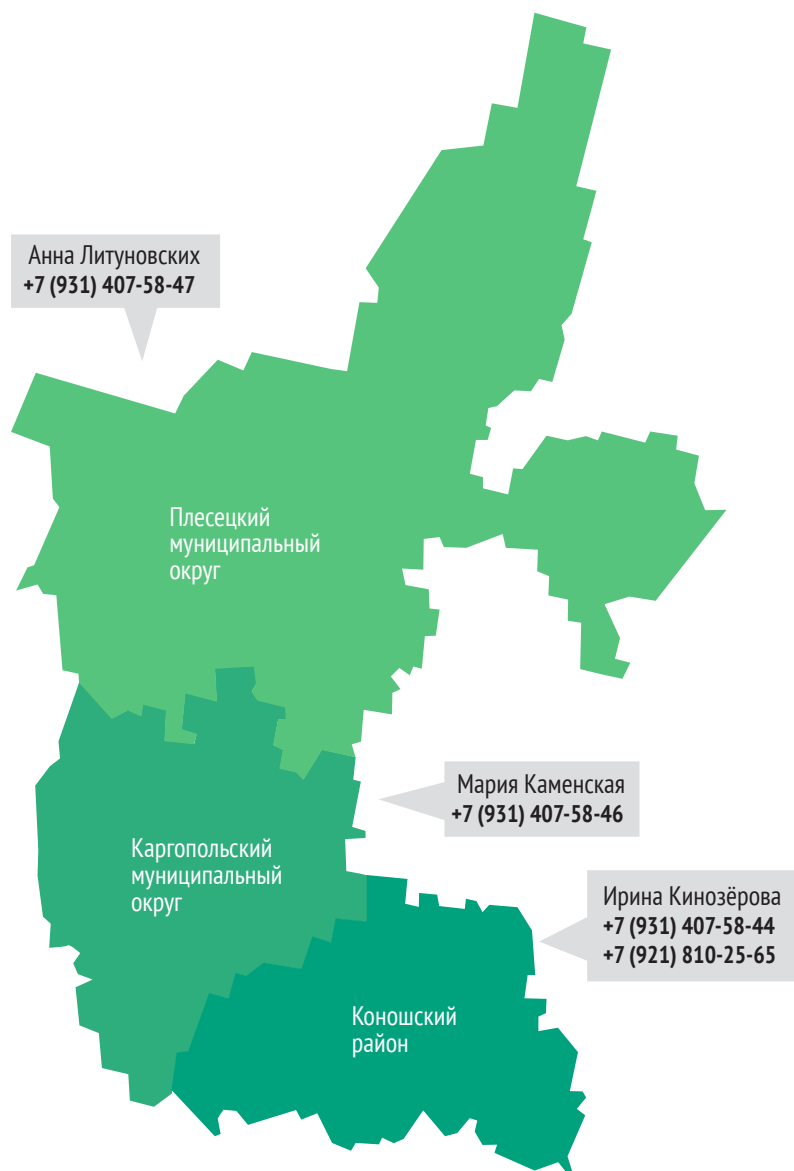 Анна Литуновских
+7 (931) 407-58-47
Плесецкий
муниципальный
округ
Мария Каменская
+7 (931) 407-58-46
Каргопольский
муниципальный
округ
Ирина Кинозёрова
+7 (931) 407-58-44
+7 (921) 810-25-65
Коношский
район